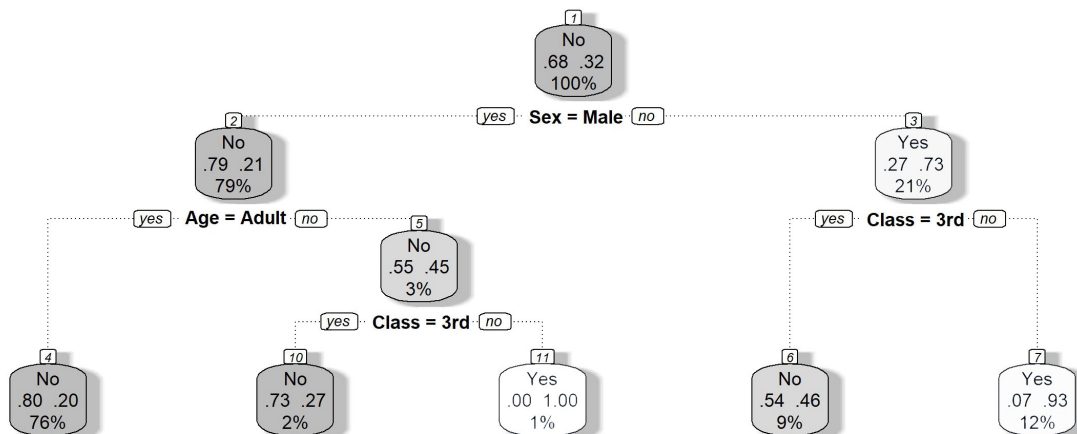 1
No
.68 .32
100%
yes Sex = Male no
2
No
.79 .21
79%
3
Yes
.27 .73
21%
yes Age = Adult no
yes Class = 3rd no
5
No
.55 .45
3%
yes Class = 3rd no
4
No
.80 .20
76%
10
No
.73 .27
2%
11
Yes
.00 1.00
1%
6
No
.54 .46
9%
7
Yes
.07 .93
12%